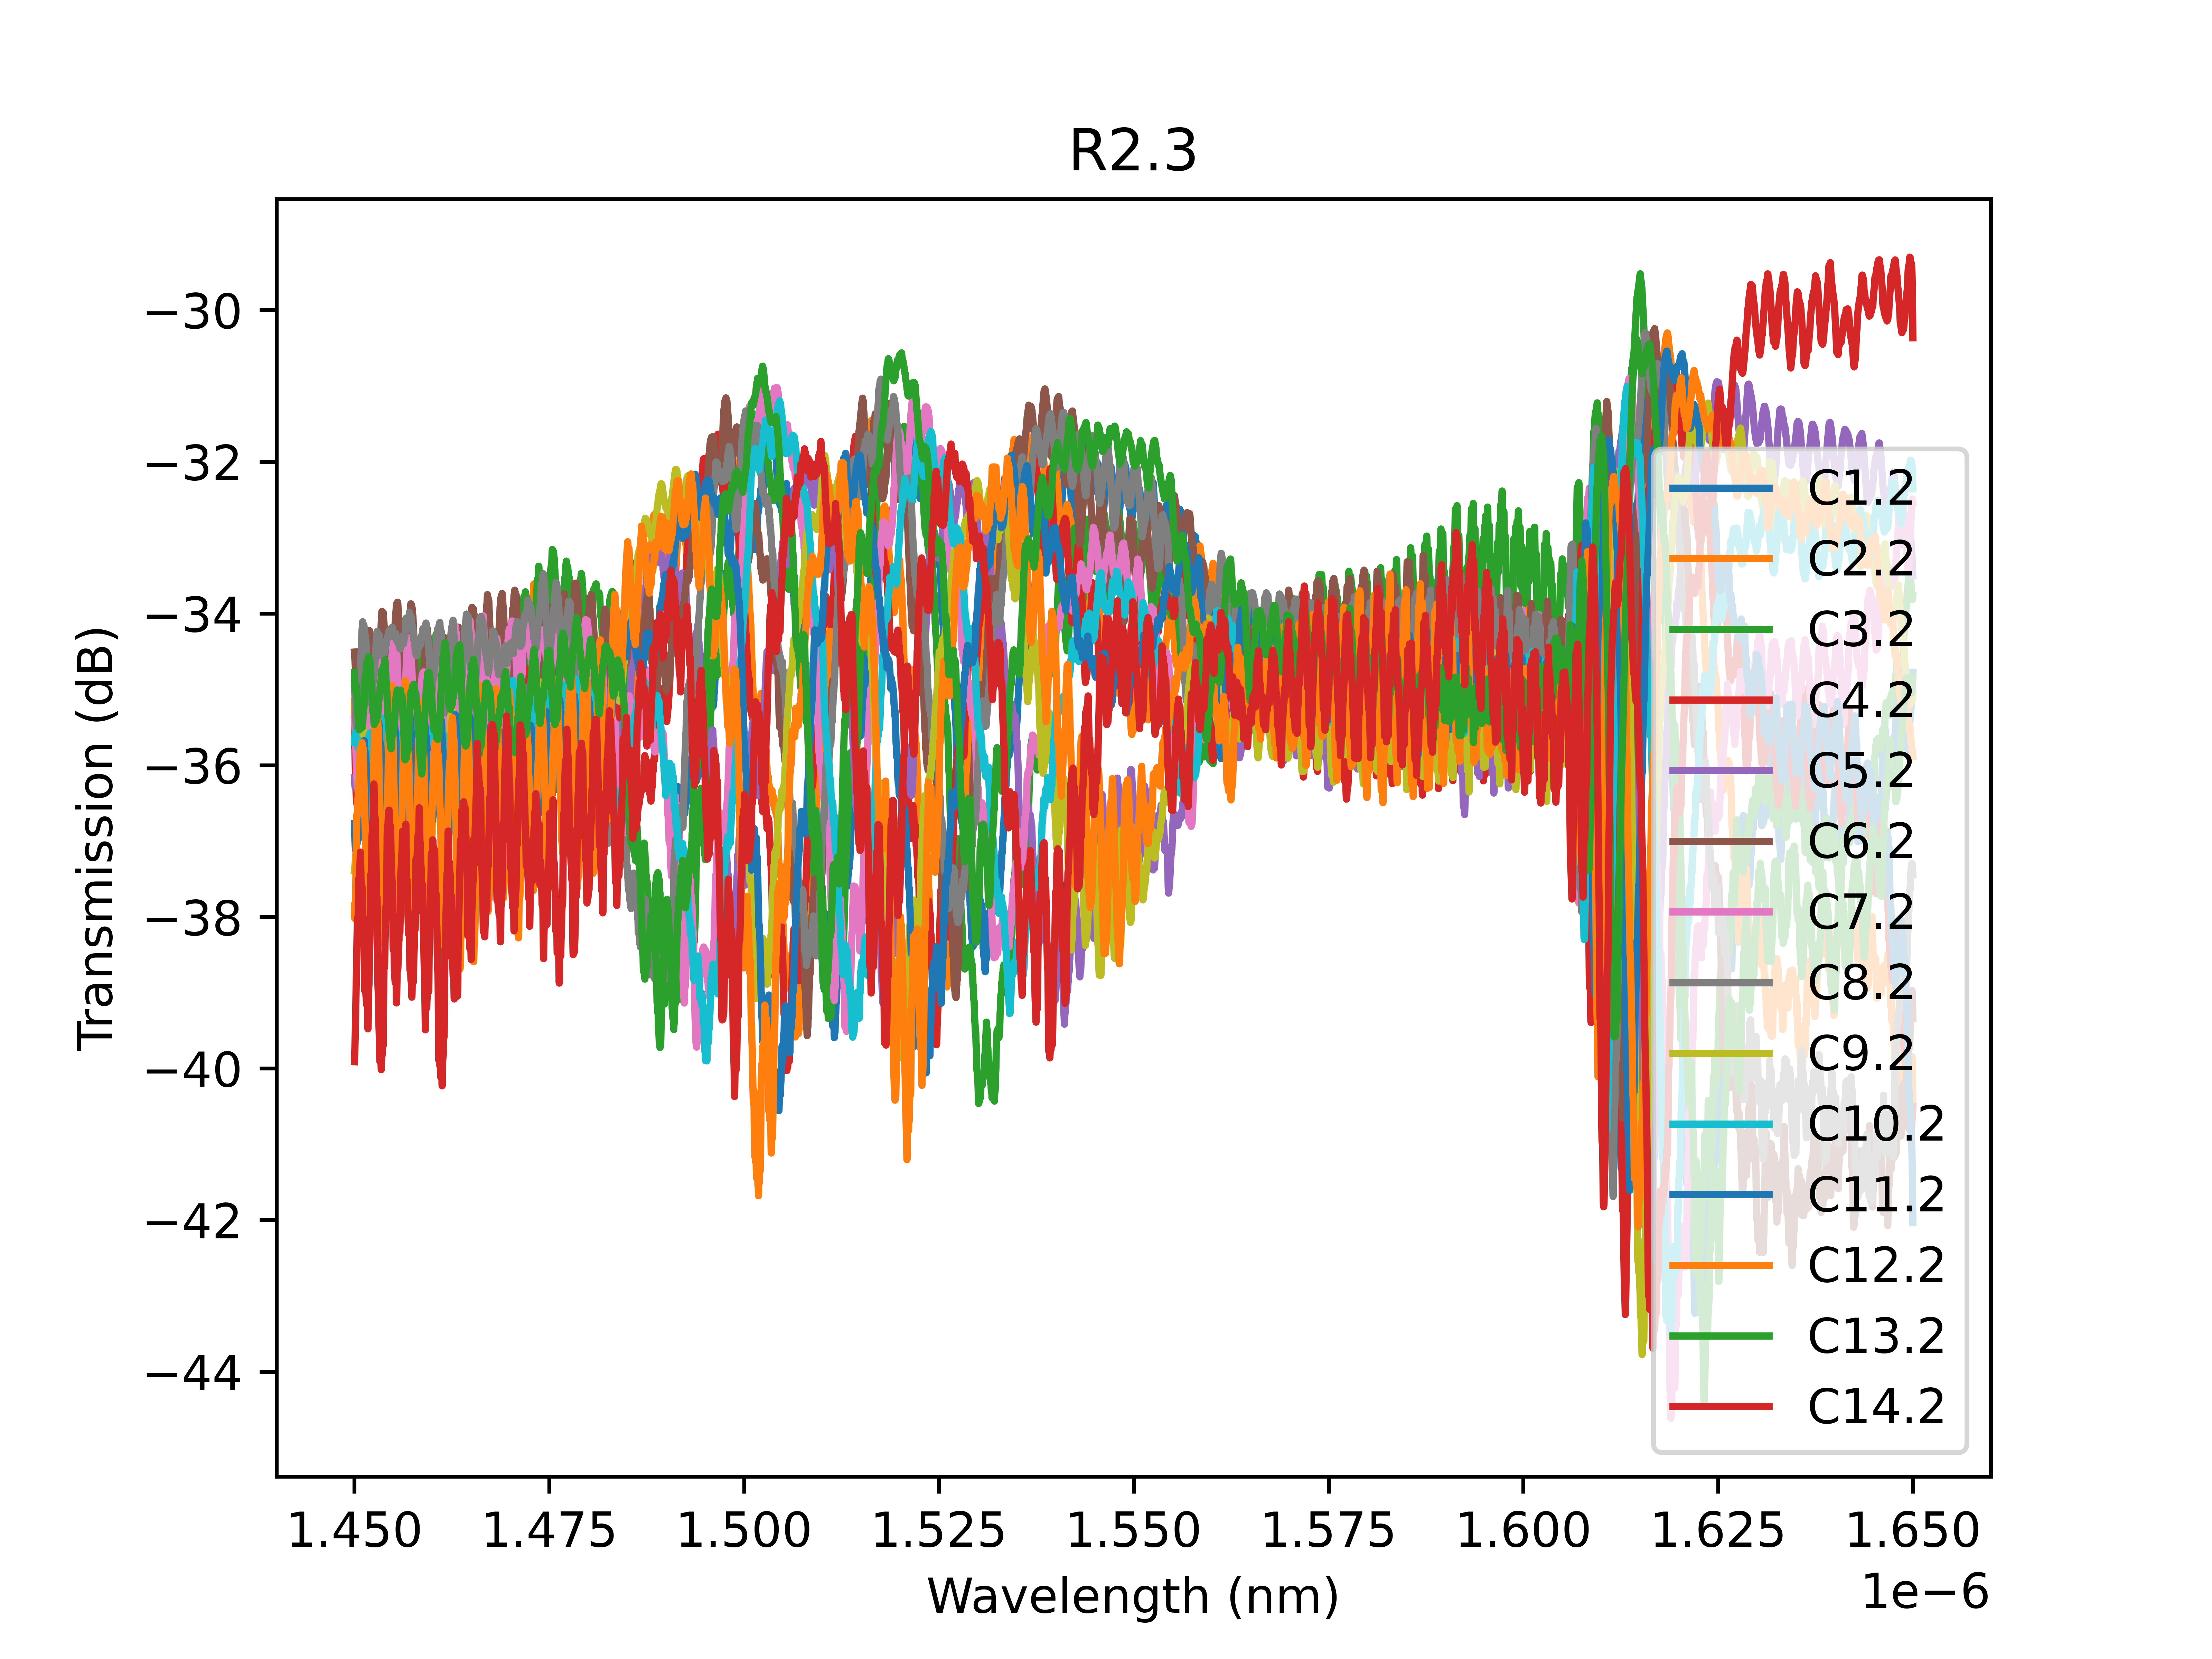 R2.3
Transmission (dB)
−30
−32
−34
−36
−38
−40
−42
−44
C1.2
C2.2
C3.2
C4.2
C5.2
C6.2
C7.2
C8.2
C9.2
C10.2
C11.2
C12.2
C13.2
C14.2
1.450 1.475 1.500 1.525 1.550 1.575 1.600 1.625 1.650
Wavelength (nm)
1e−6